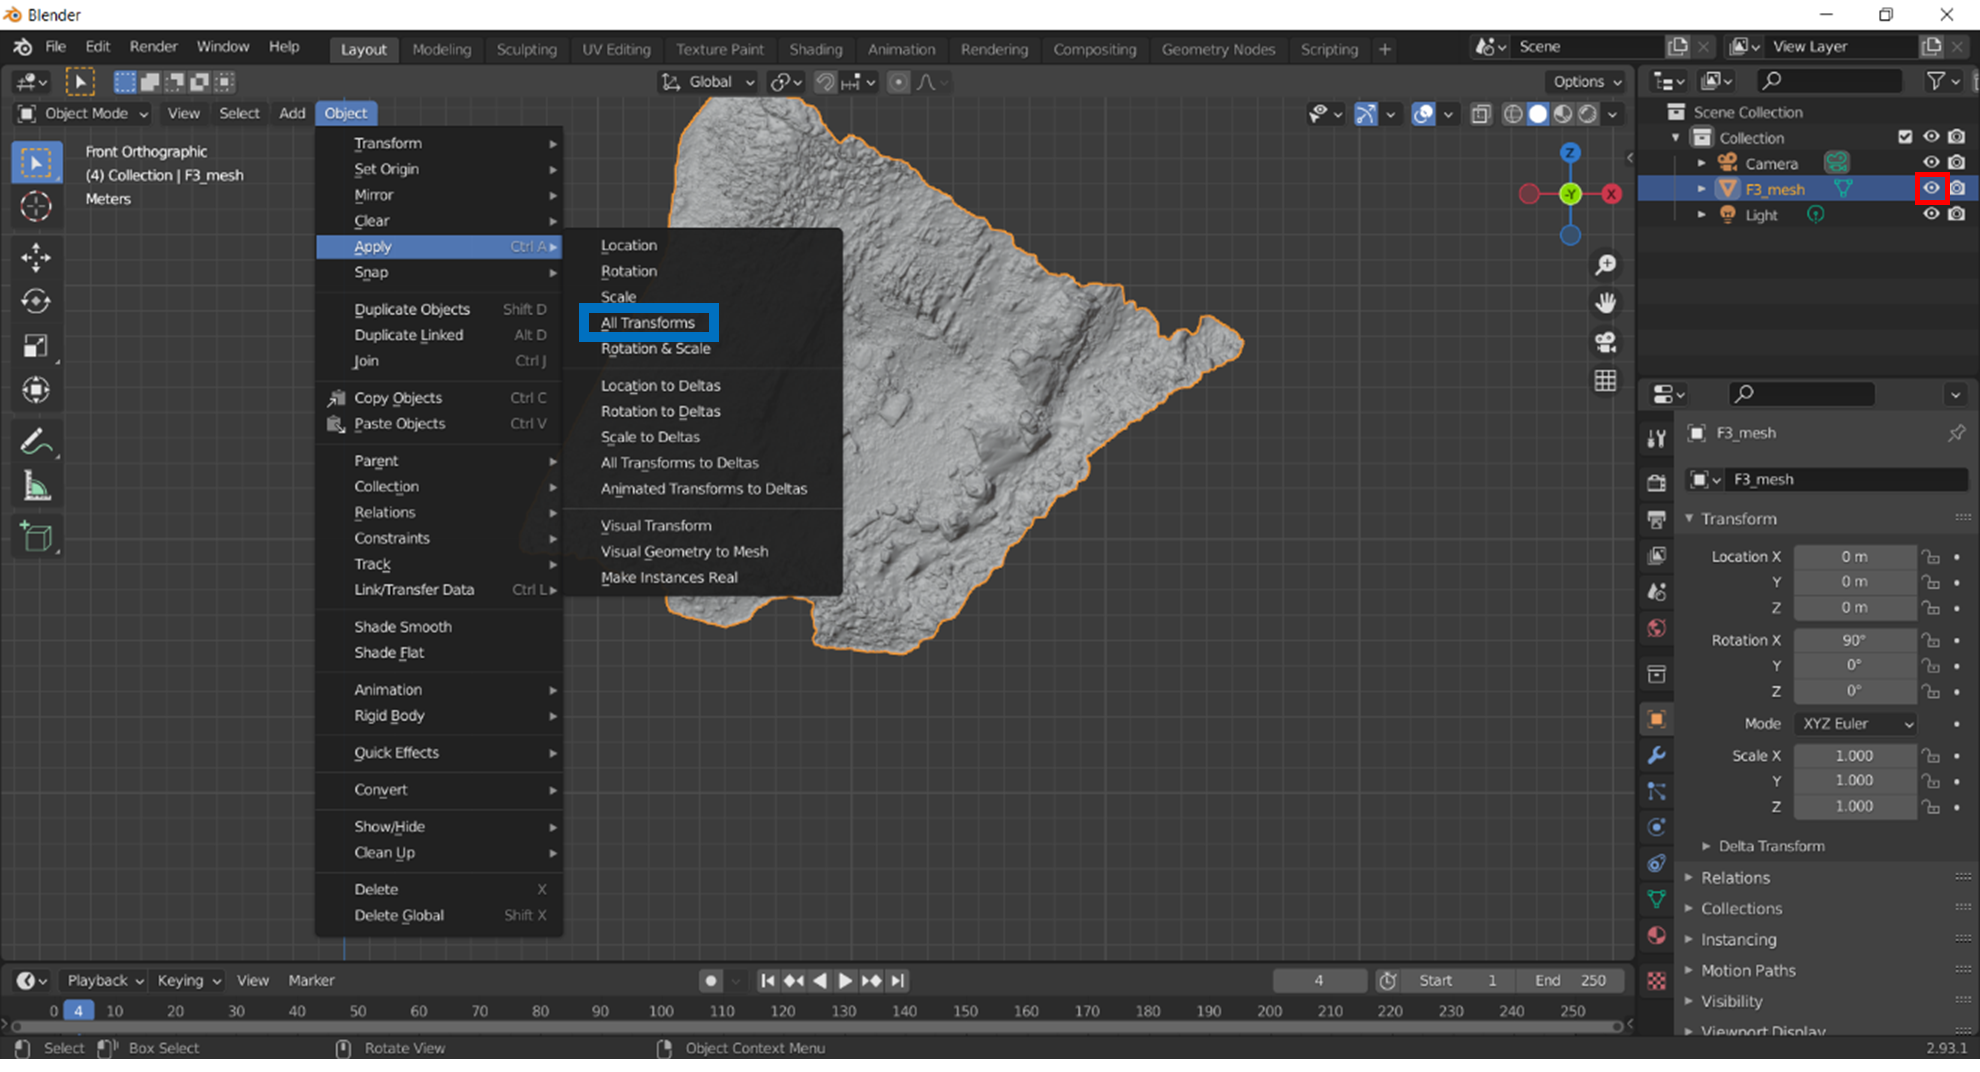 Blender
File Edit Render Window Help Layout Modeling Sculpting UV Editing Texture Paint Shading Animation Rendering Compositing Geometry Nodes Scripting + Scene View Layer
Global Options
Object Mode View Select Add Object
Front Orthographic
(4) Collection | F3_mesh
Meters
Transform
Set Origin
Mirror
Clear
Apply Ctrl A
Snap
Duplicate Objects Shift D
Duplicate Linked Alt D
Join Ctrl J
Copy Objects Ctrl C
Paste Objects Ctrl V
Parent
Collection
Relations
Constraints
Track
Link/Transfer Data Ctrl L
Shade Smooth
Shade Flat
Animation
Rigid Body
Quick Effects
Convert
Show/Hide
Clean Up
Delete X
Delete Global Shift X
Location
Rotation
Scale
All Transforms
Rotation & Scale
Location to Deltas
Rotation to Deltas
Scale to Deltas
All Transforms to Deltas
Animated Transforms to Deltas
Visual Transform
Visual Geometry to Mesh
Make Instances Real
Z
-Y
X
Scene Collection
Collection
Camera
F3_mesh
Light
F3_mesh
F3_mesh
Transform
Location X 0 m
Y 0 m
Z 0 m
Rotation X 90°
Y 0°
Z 0°
Mode XYZ Euler
Scale X 1.000
Y 1.000
Z 1.000
Delta Transform
Relations
Collections
Instancing
Motion Paths
Visibility
Viewport Display
Playback Keying View Marker 4 Start 1 End 250
0 4 10 20 30 40 50 60 70 80 90 100 110 120 130 140 150 160 170 180 190 200 210 220 230 240 250
Select Box Select Rotate View Object Context Menu 2.93.1